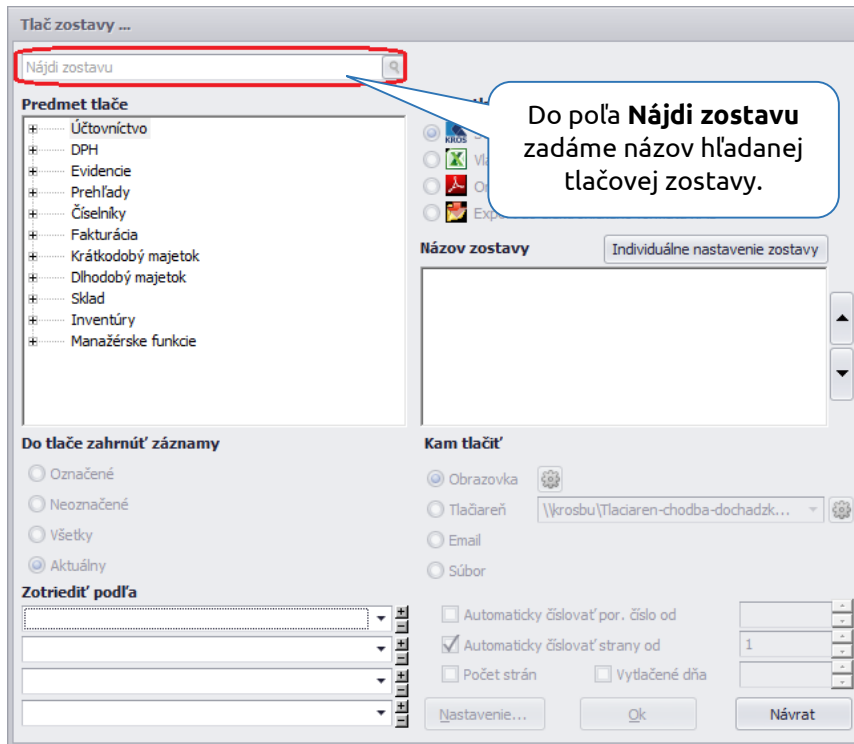 Tlač zostavy ...
Nájdi zostavu
Do poľa Nájdi zostavu
zadáme názov hľadanej
tlačovej zostavy.
Predmet tlače
Účtovníctvo
DPH
Evidencie
Prehľady
Číselníky
Fakturácia
Krátkodobý majetok
Dlhodobý majetok
Sklad
Inventúry
Manažérske funkcie
KROS
Názov zostavy
Individuálne nastavenie zostavy
Do tlače zahrnúť záznamy
Označené
Neoznačené
Všetky
Aktuálny
Kam tlačiť
Obrazovka
Tlačiareň
\\krosbu\Tlaciaren-chodba-dochadzk...
Email
Súbor
Zotriediť podľa
Automaticky číslovať por. číslo od
Automaticky číslovať strany od
1
Počet strán
Vytlačené dňa
Nastavenie...
Ok
Návrat